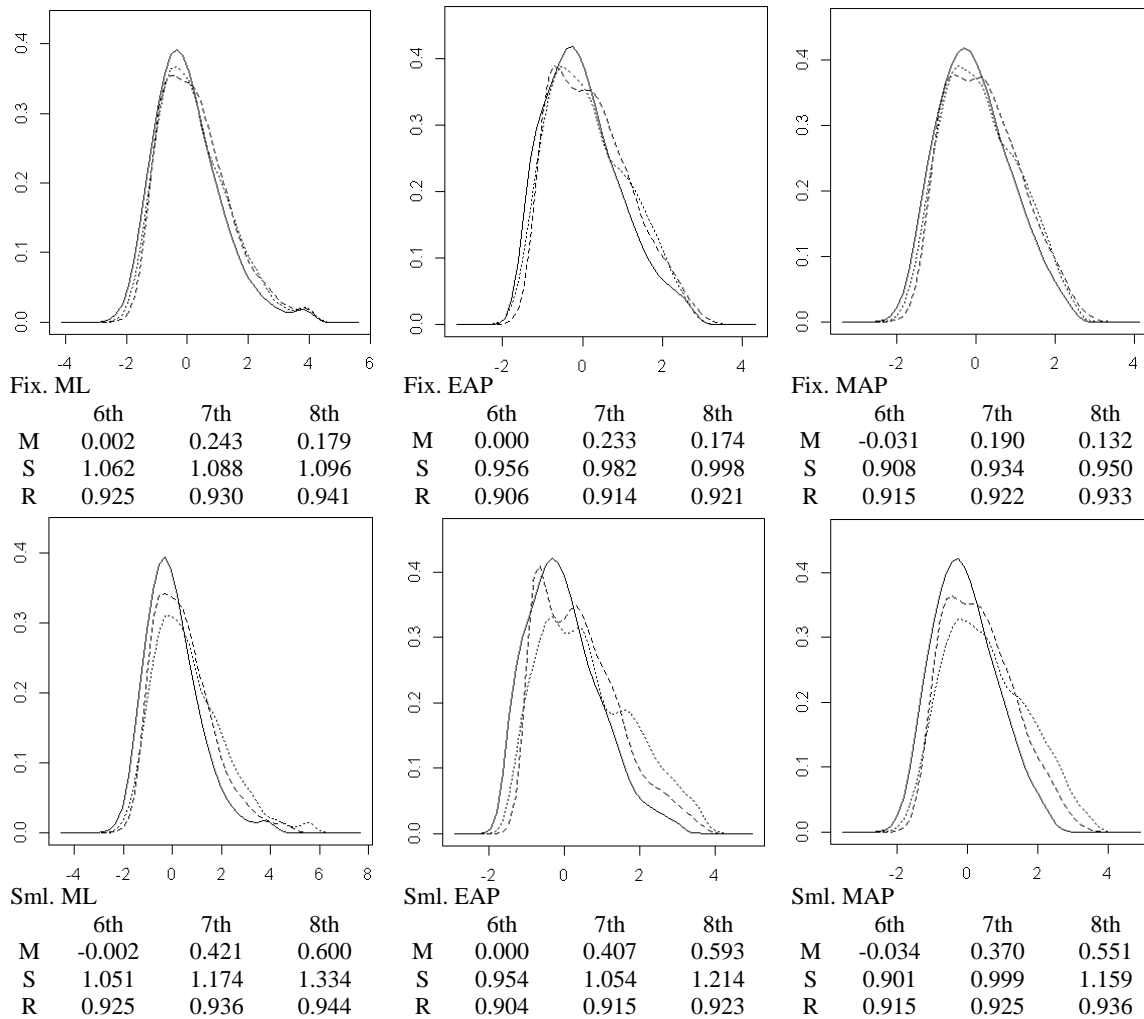 0.4 0.4 0.4
0.3 0.3 0.3
0.2 0.2 0.2
0.1 0.1 0.1
0.0 0.0 0.0
-4 -2 0 2 4 6 -2 0 2 4 -2 0 2 4
Fix. ML Fix. EAP Fix. MAP
6th 7th 8th 6th 7th 8th 6th 7th 8th
M 0.002 0.243 0.179 M 0.000 0.233 0.174 M -0.031 0.190 0.132
S 1.062 1.088 1.096 S 0.956 0.982 0.998 S 0.908 0.934 0.950
R 0.925 0.930 0.941 R 0.906 0.914 0.921 R 0.915 0.922 0.933
0.4 0.4 0.4
0.3 0.3 0.3
0.2 0.2 0.2
0.1 0.1 0.1
0.0 0.0 0.0
-4 -2 0 2 4 6 8 -2 0 2 4 -2 0 2 4
Sml. ML Sml. EAP Sml. MAP
6th 7th 8th 6th 7th 8th 6th 7th 8th
M -0.002 0.421 0.600 M 0.000 0.407 0.593 M -0.034 0.370 0.551
S 1.051 1.174 1.334 S 0.954 1.054 1.214 S 0.901 0.999 1.159
R 0.925 0.936 0.944 R 0.904 0.915 0.923 R 0.915 0.925 0.936